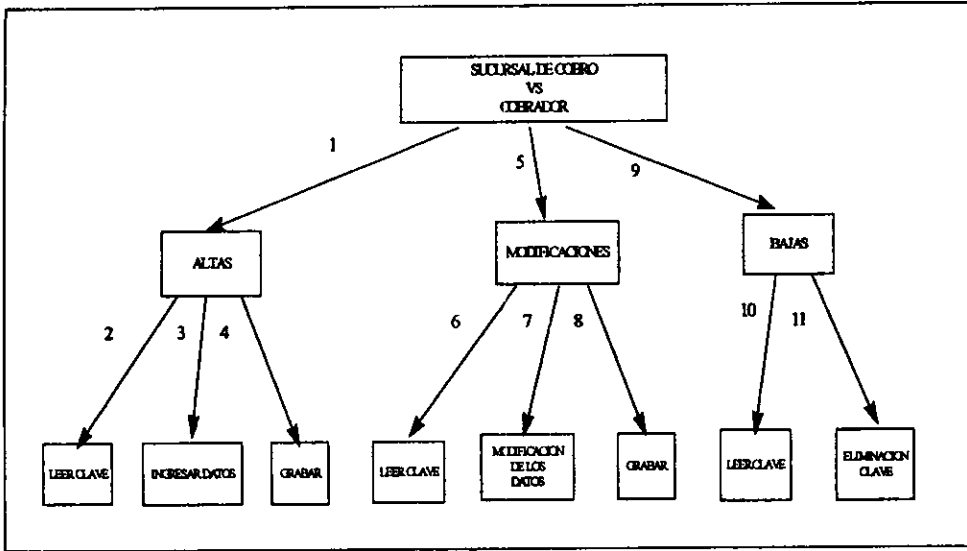 SUCURSAL DE COBRO
VS
COBRADOR
1
5
9
ALTAS
MODIFICACIONES
BAJAS
2
3
4
6
7
8
10
11
LEER CLAVE
INGRESAR DATOS
GRABAR
LEER CLAVE
MODIFICACION
DE LOS
DATOS
GRABAR
LEER CLAVE
ELIMINACION
CLAVE